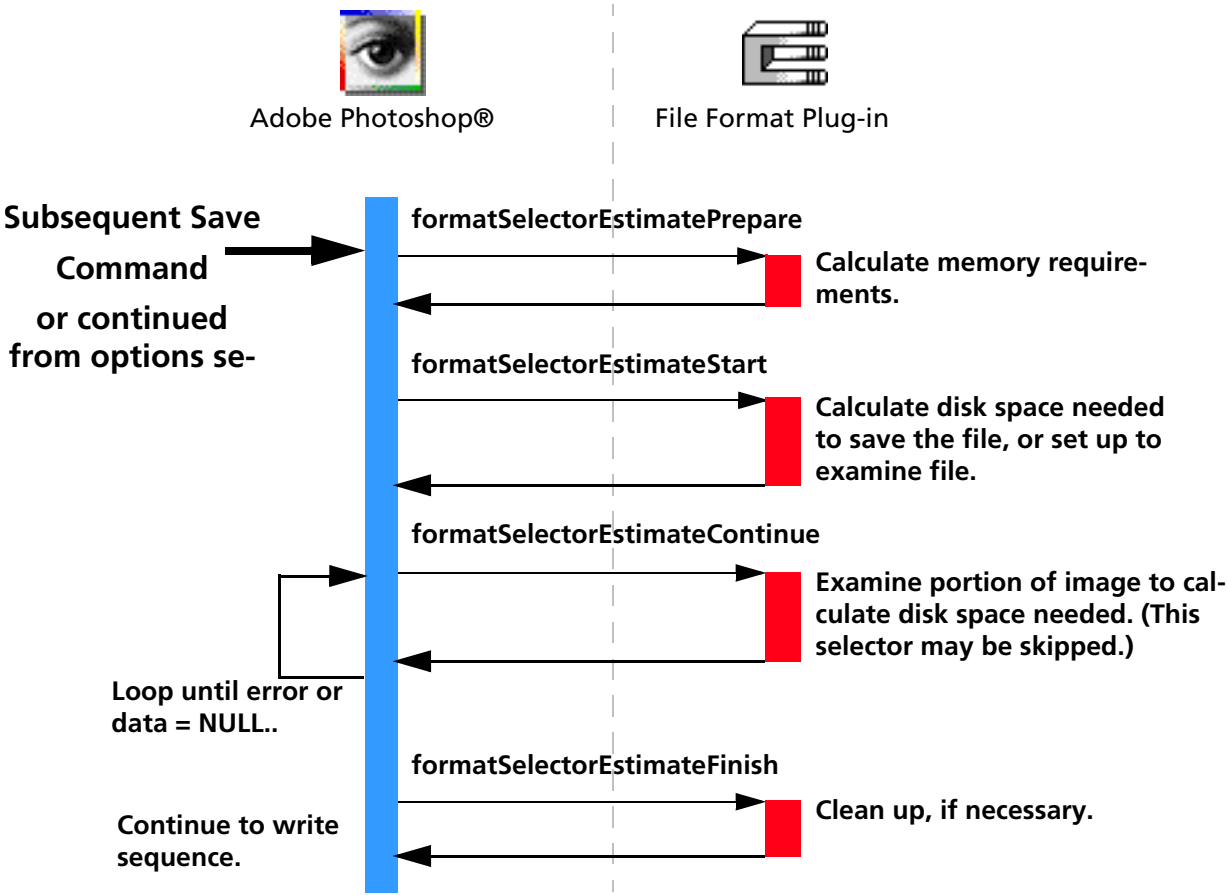 Adobe Photoshop®
File Format Plug-in
Subsequent Save
Command
or continued
from options se-
formatSelectorEstimatePrepare
Calculate memory require-
ments.
formatSelectorEstimateStart
Calculate disk space needed
to save the file, or set up to
examine file.
formatSelectorEstimateContinue
Examine portion of image to cal-
culate disk space needed. (This
selector may be skipped.)
Loop until error or
data = NULL..
formatSelectorEstimateFinish
Clean up, if necessary.
Continue to write
sequence.